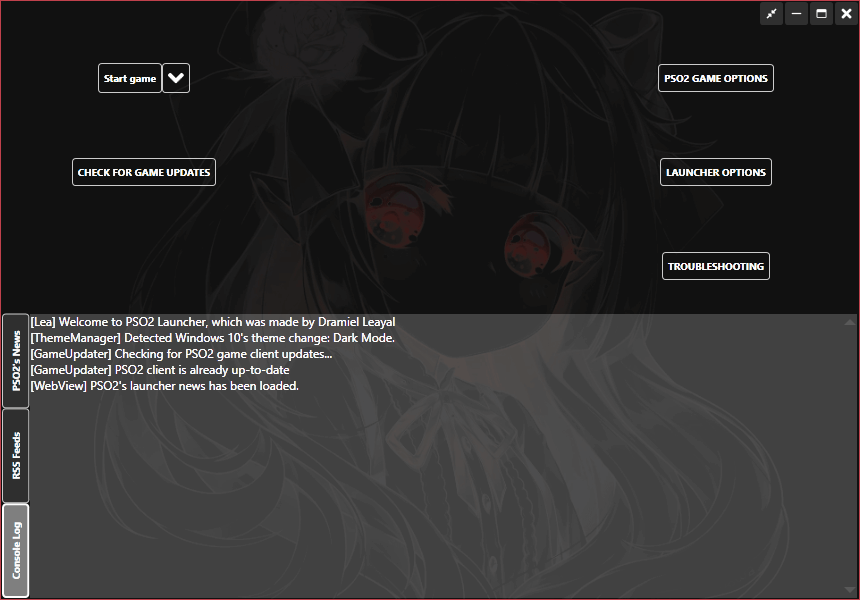 Start game
PSO2 GAME OPTIONS
CHECK FOR GAME UPDATES
LAUNCHER OPTIONS
TROUBLESHOOTING
PSO2's News
RSS Feeds
Console Log
[Lea] Welcome to PSO2 Launcher, which was made by Dramiel Leayal
[ThemeManager] Detected Windows 10's theme change: Dark Mode.
[GameUpdater] Checking for PSO2 game client updates...
[GameUpdater] PSO2 client is already up-to-date
[WebView] PSO2's launcher news has been loaded.